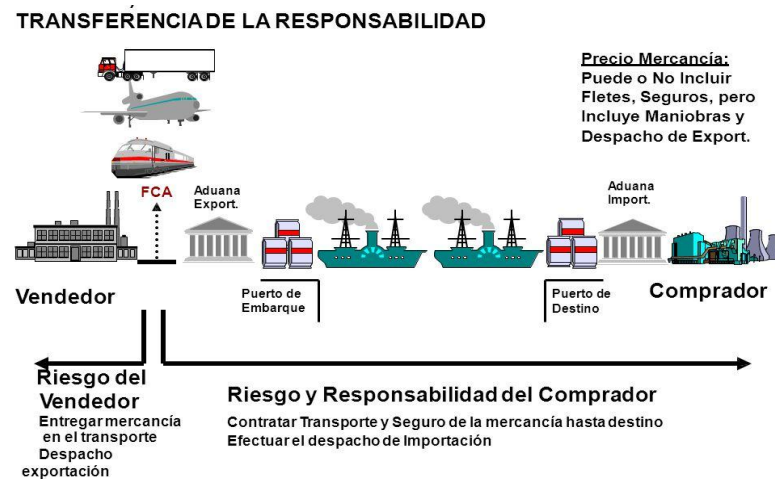 TRANSFERENCIA DE LA RESPONSABILIDAD
Precio Mercancía:
Puede o No Incluir
Fletes, Seguros, pero
Incluye Maniobras y
Despacho de Export.
FCA
Aduana
Export.
Aduana
Import.
Vendedor
Puerto de
Embarque
Puerto de
Destino
Comprador
Riesgo del
Vendedor
Entregar mercancía
en el transporte
Despacho
exportación
Riesgo y Responsabilidad del Comprador
Contratar Transporte y Seguro de la mercancía hasta destino
Efectuar el despacho de Importación